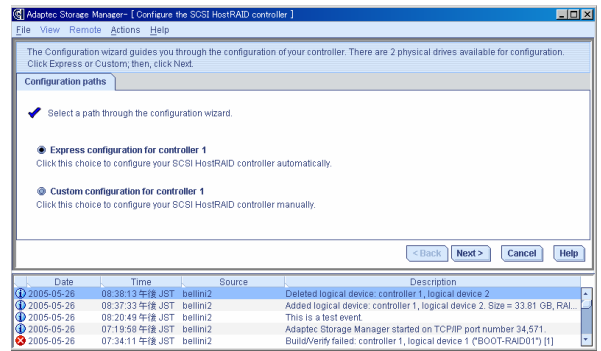 Adaptec Storage Manager- [ Configure the SCSI HostRAID controller ]
File View Remote Actions Help
The Configuration wizard guides you through the configuration of your controller. There are 2 physical drives available for configuration.
Click Express or Custom; then, click Next.
Configuration paths
Select a path through the configuration wizard.
Express configuration for controller 1
Click this choice to configure your SCSI HostRAID controller automatically.
Custom configuration for controller 1
Click this choice to configure your SCSI HostRAID controller manually.
< Back Next > Cancel Help
Date Time Source Description
2005-05-26 08:38:13 午後 JST bellini2 Deleted logical device: controller 1, logical device 2
2005-05-26 08:37:33 午後 JST bellini2 Added logical device: controller 1, logical device 2. Size = 33.81 GB, RAI...
2005-05-26 08:20:49 午後 JST bellini2 This is a test event.
2005-05-26 07:19:58 午後 JST bellini2 Adaptec Storage Manager started on TCP/IP port number 34,571.
2005-05-26 07:34:11 午後 JST bellini2 Build/Verify failed: controller 1, logical device 1 ("BOOT-RAID01") [1]